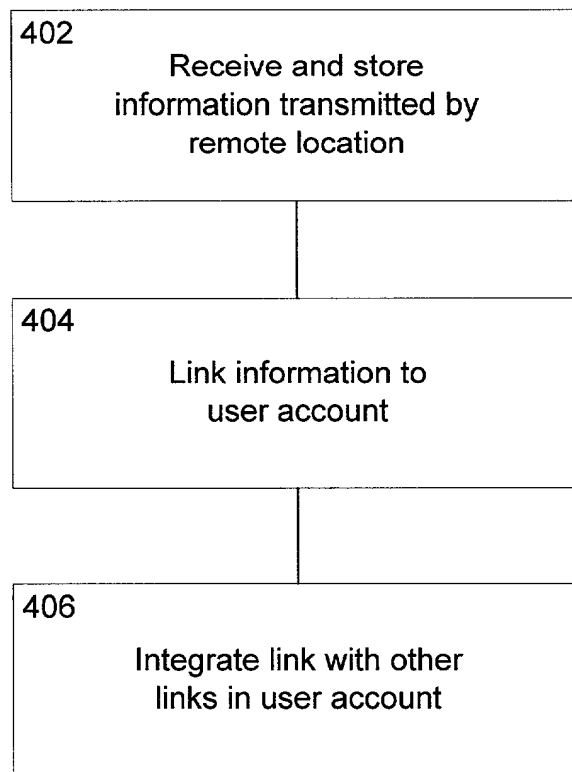 402
Receive and store
information transmitted by
remote location
404
Link information to
user account
406
Integrate link with other
links in user account